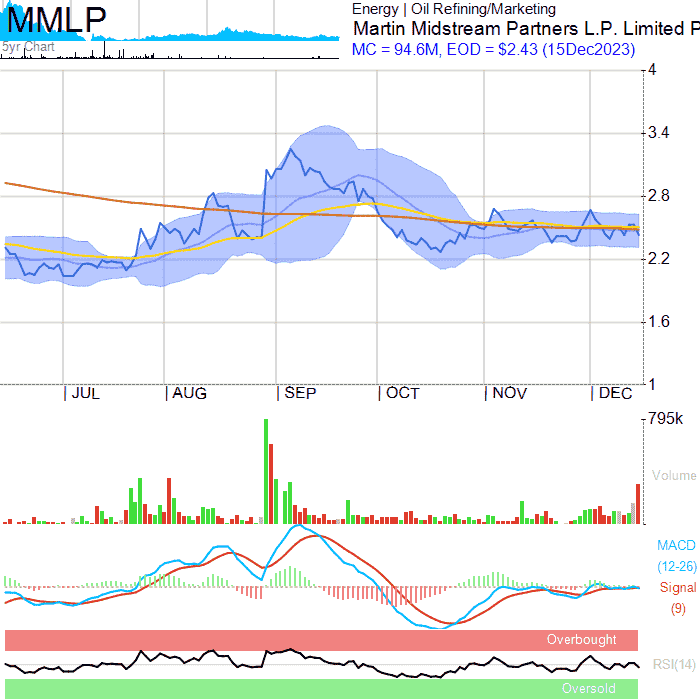 MMLP
5yr Chart
Energy | Oil Refining/Marketing
Martin Midstream Partners L.P. Limited P
MC = 94.6M, EOD = $2.43 (15Dec2023)
4
3.4
2.8
2.2
1.6
1
JUL AUG SEP OCT NOV DEC
795k
Volume
MACD
(12-26)
Signal
(9)
Overbought
RSI(14)
Oversold